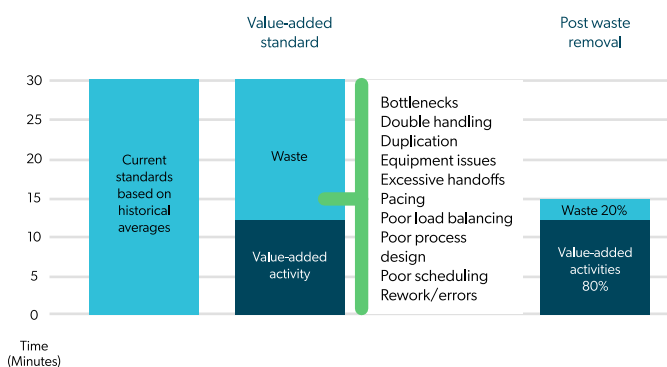 Value-added
standard
Post waste
removal
30
25
20
15
10
5
0
Time
(Minutes)
Current
standards
based on
historical
averages
Waste
Value-added
activity
Bottlenecks
Double handling
Duplication
Equipment issues
Excessive handoffs
Pacing
Poor load balancing
Poor process
design
Poor scheduling
Rework/errors
Waste 20%
Value-added
activities
80%